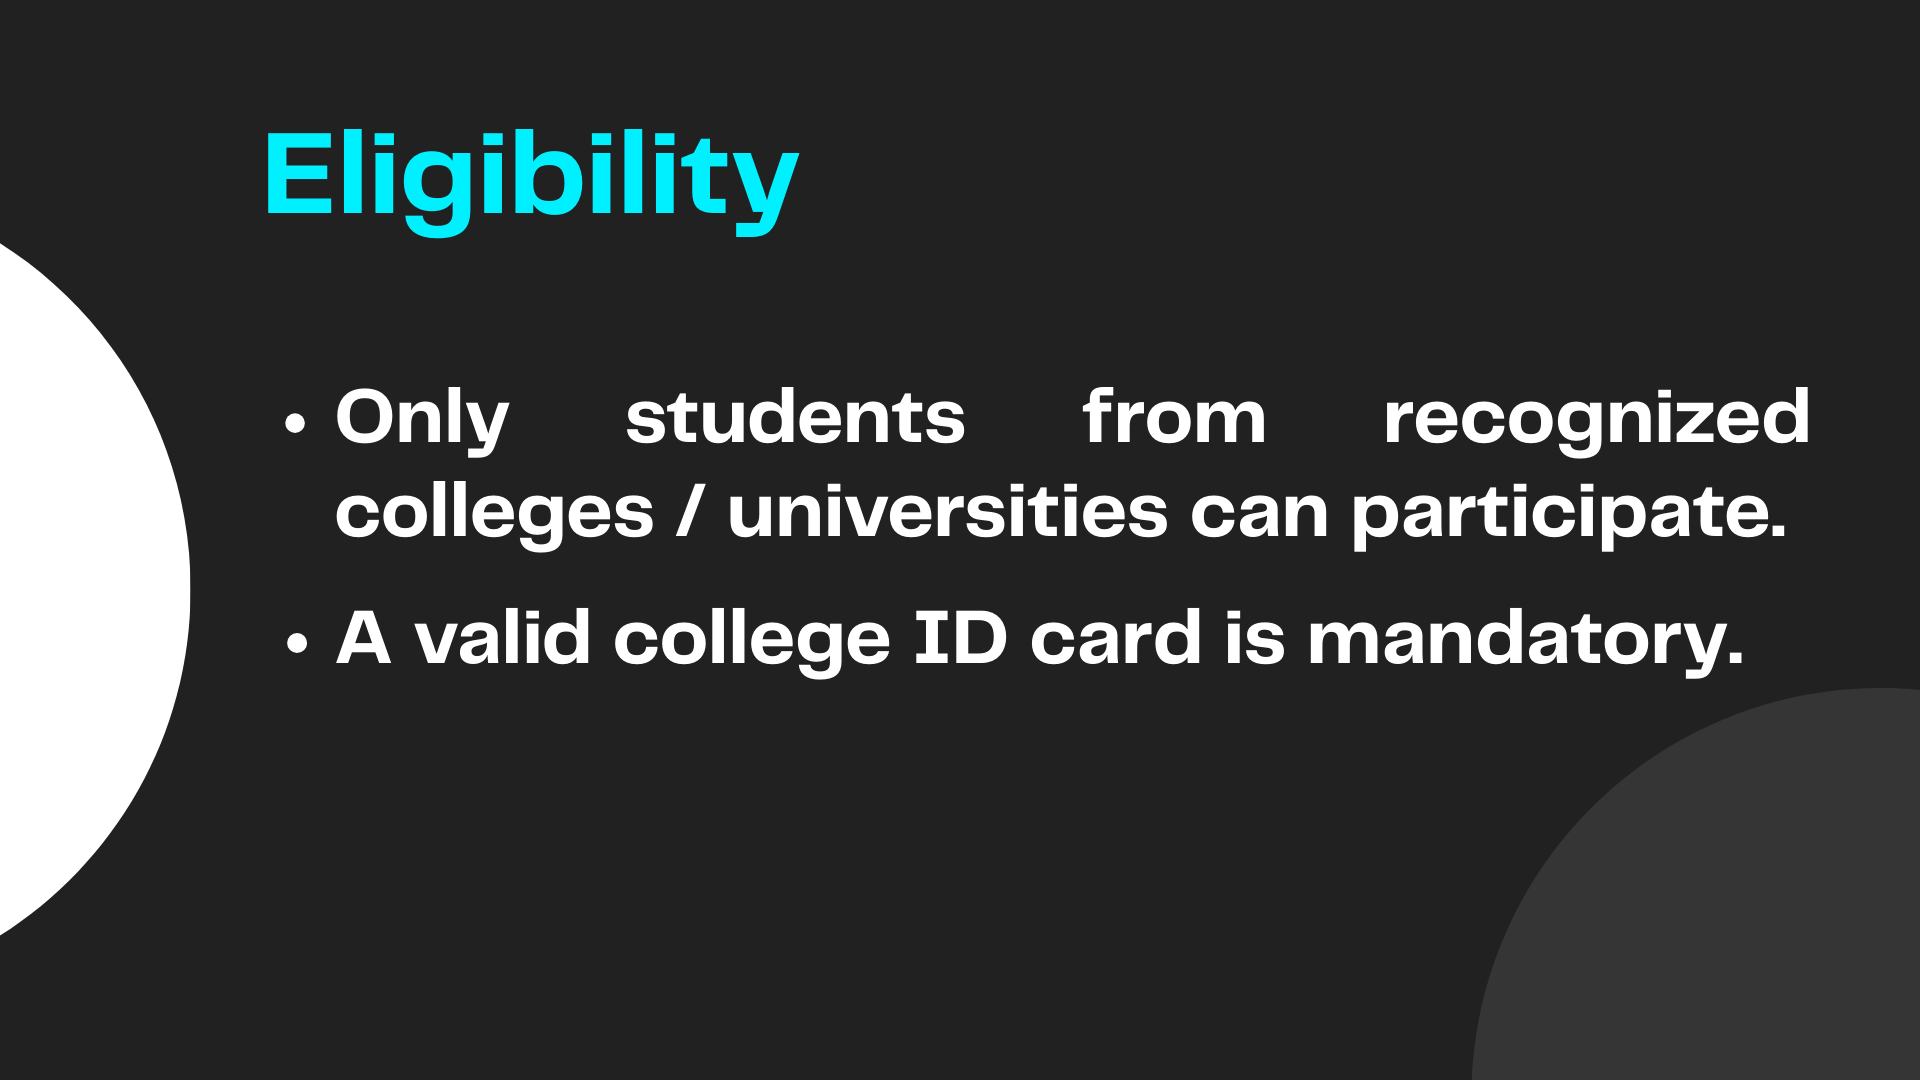 Eligibility
• Only students from recognized
colleges / universities can participate.
• A valid college ID card is mandatory.